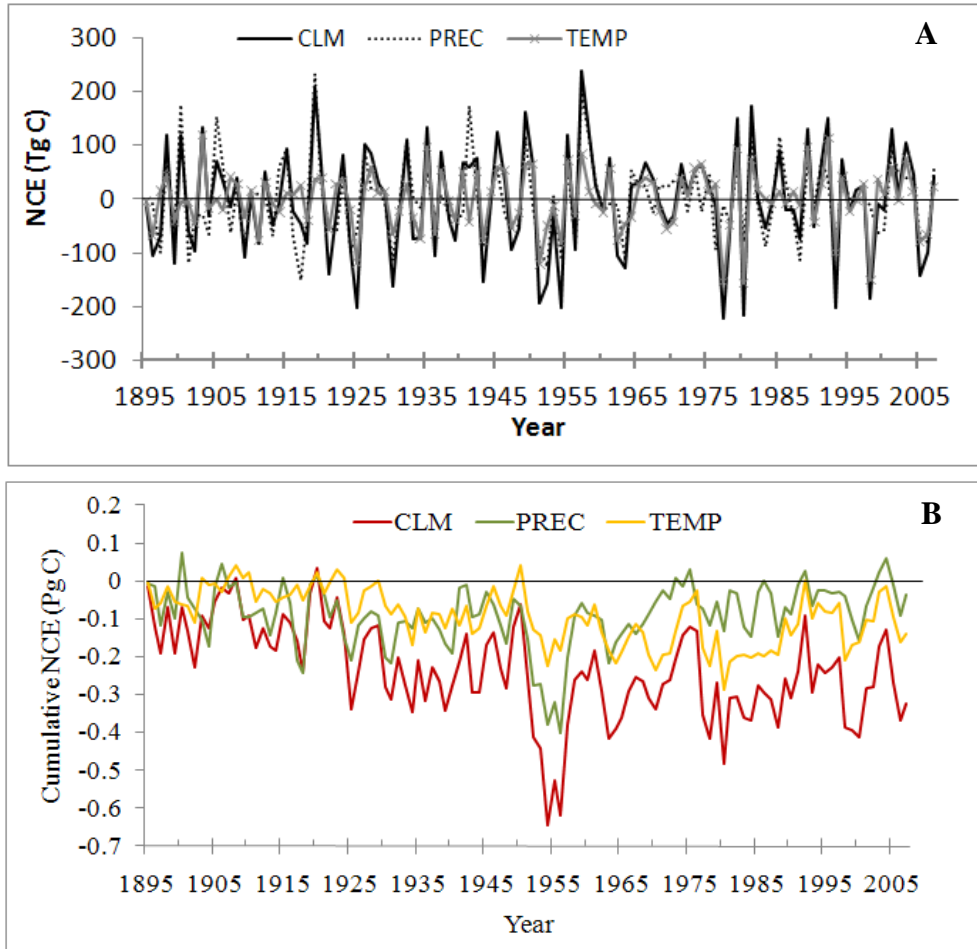 A
CLM PREC TEMP
300
200
100
0
-100
-200
-300
NCE (Tg C)
1895 1905 1915 1925 1935 1945 1955 1965 1975 1985 1995 2005
Year
B
CLM PREC TEMP
0.2
0.1
0
-0.1
-0.2
-0.3
-0.4
-0.5
-0.6
-0.7
Cumulative NCE (Pg C)
1895 1905 1915 1925 1935 1945 1955 1965 1975 1985 1995 2005
Year